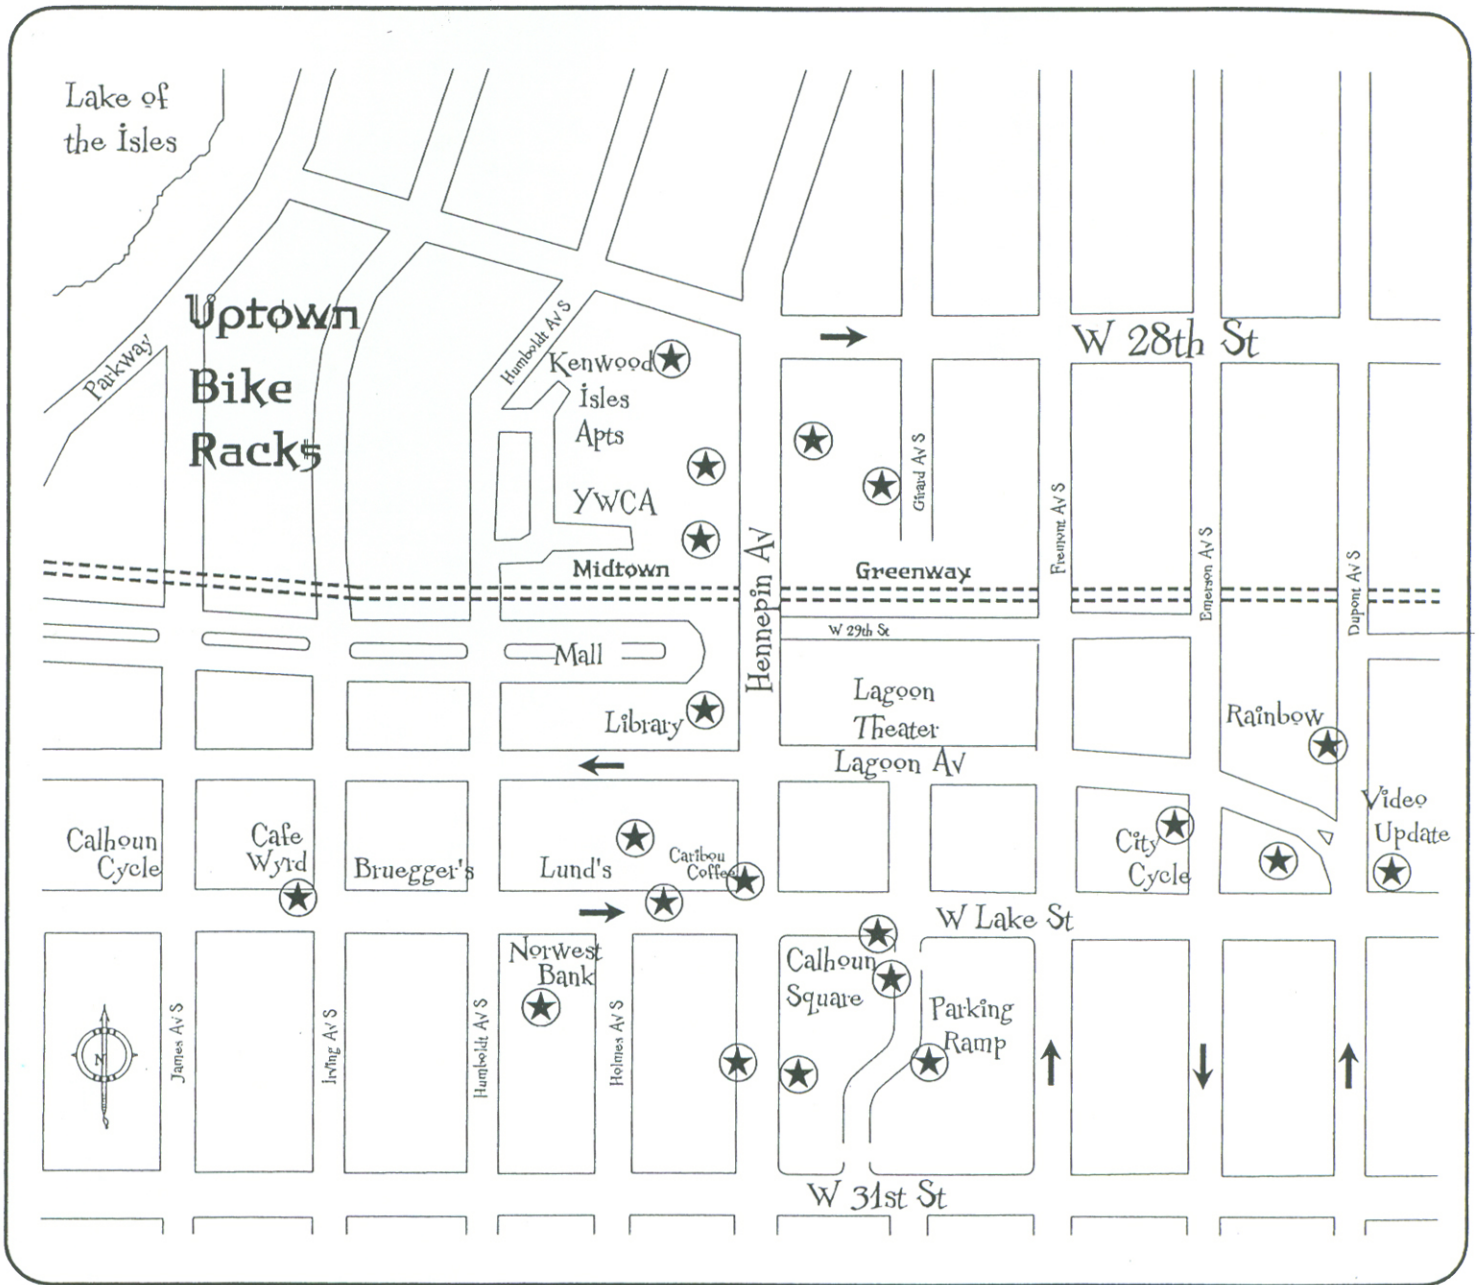 Lake of
the Isles
Uptown
Bike
Racks
Parkway
Humboldt Av S
Kenwood
Isles
Apts
YWCA
W 28th St
Girard Av S
Fremont Av S
Emerson Av S
Dupont Av S
Hennepin Av
Midtown
Greenway
W 29th St
Mall
Lagoon
Theater
Library
Rainbow
Lagoon Av
Calhoun
Cycle
Cafe
Wyrd
Bruegger's
Lund's
Caribou
Coffee
City
Cycle
Video
Update
W Lake St
Norwest
Bank
Calhoun
Square
Parking
Ramp
N
James Av S
Irving Av S
Humboldt Av S
Holmes Av S
W 31st St